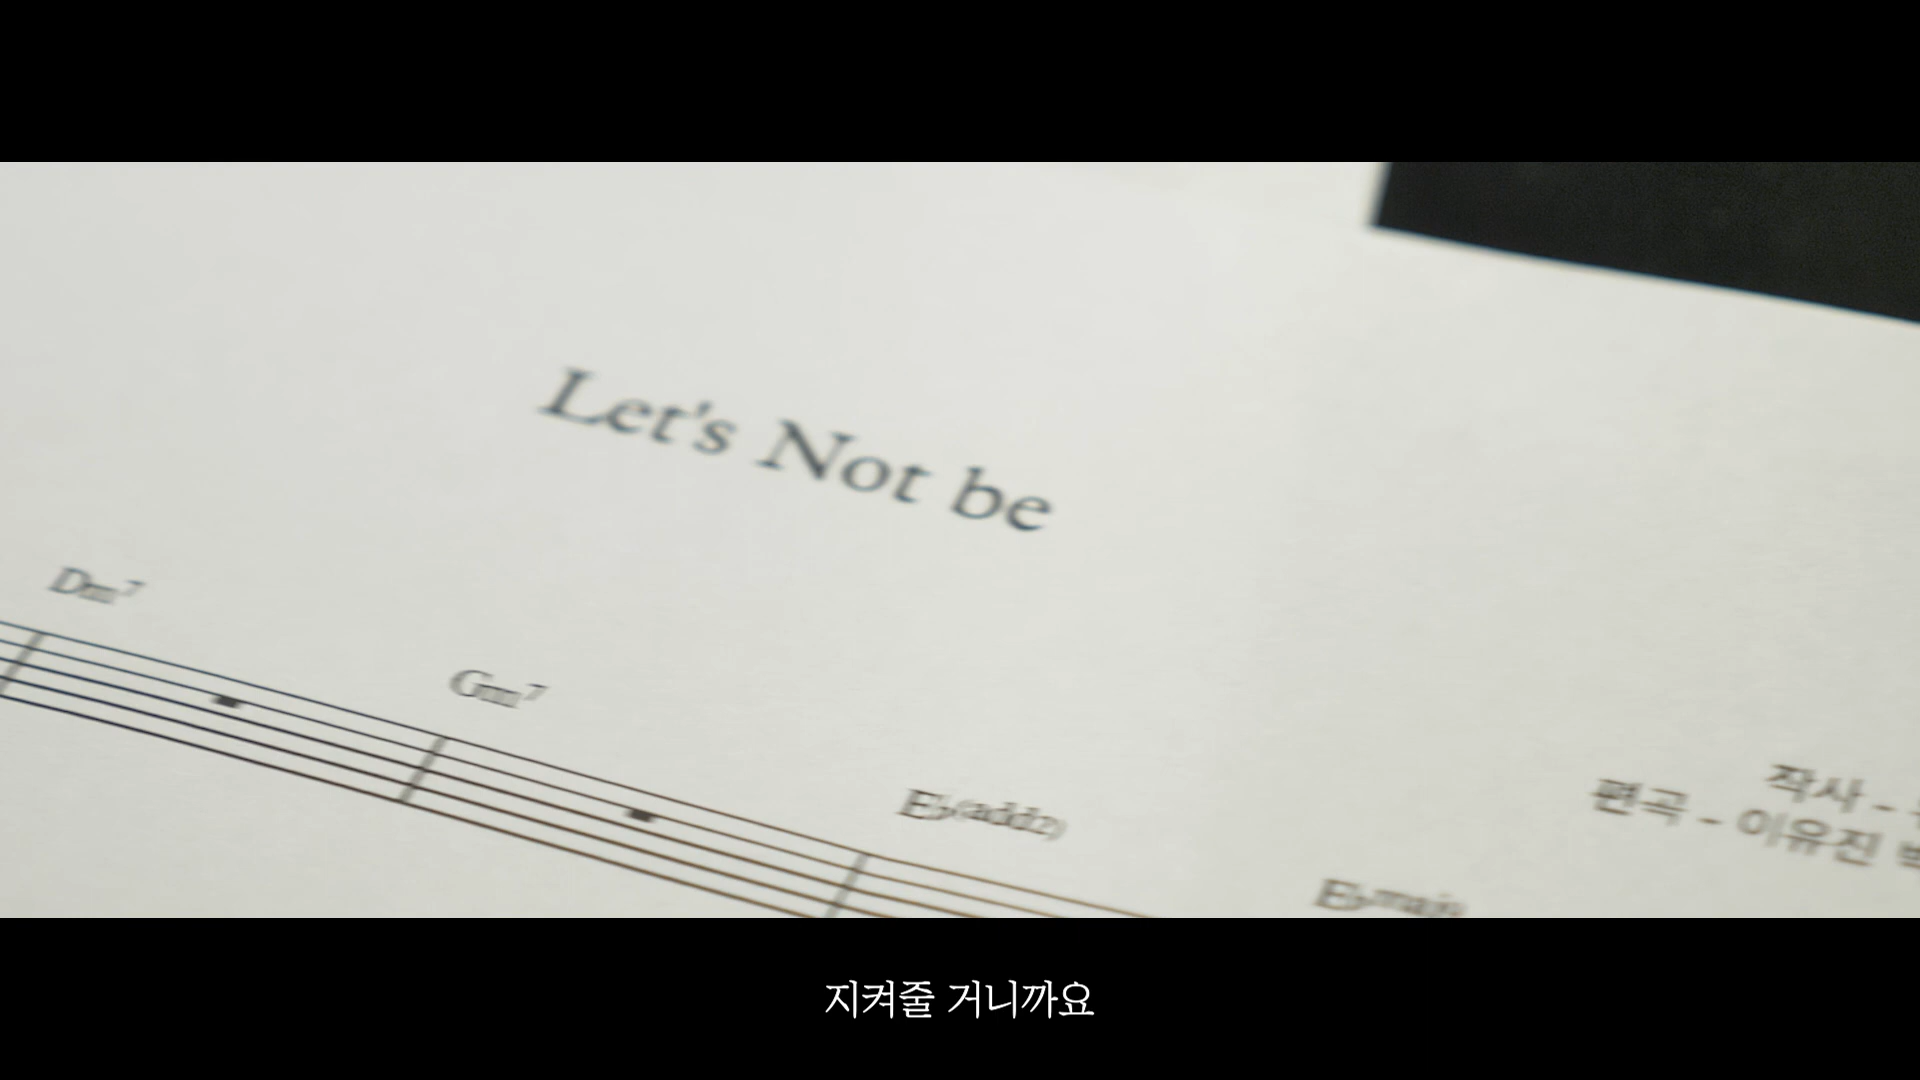 Let's Not be
Dm7
Gm7
E♭(add2)
E♭maj9
작사 -
편곡 - 이유진
지켜줄 거니까요